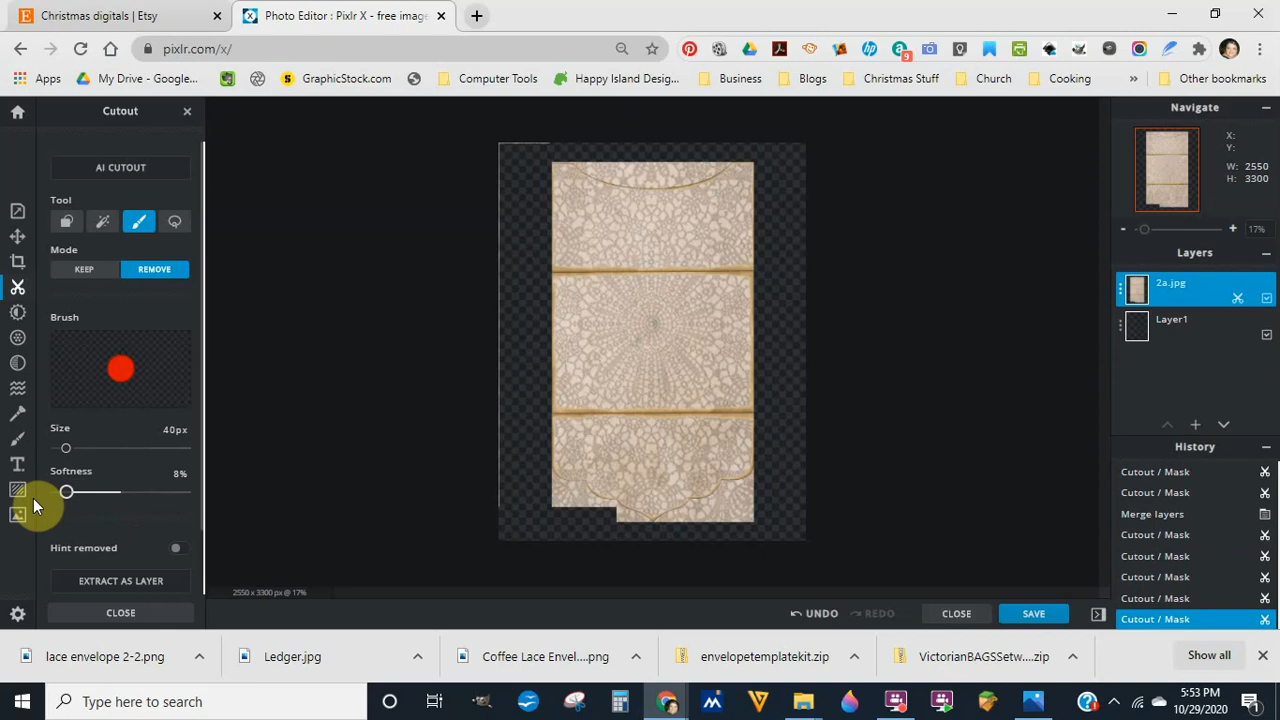 Christmas digitals | Etsy
Photo Editor : Pixlr X - free image
pixlr.com/x/
9
Apps
My Drive - Google...
GraphicStock.com
Computer Tools
Happy Island Desig...
Business
Blogs
Christmas Stuff
Church
Cooking
»
Other bookmarks
Cutout
AI CUTOUT
Tool
Mode
KEEP
REMOVE
Brush
Size
40px
Softness
8%
Hint removed
EXTRACT AS LAYER
CLOSE
2550 x 3300 px @ 17%
UNDO
REDO
CLOSE
SAVE
Navigate
X:
Y:
W: 2550
H: 3300
17%
Layers
2a.jpg
Layer1
History
Cutout / Mask
Cutout / Mask
Merge layers
Cutout / Mask
Cutout / Mask
Cutout / Mask
Cutout / Mask
Cutout / Mask
lace envelope 2-2.png
Ledger.jpg
Coffee Lace Envel....png
envelopetemplatekit.zip
VictorianBAGSSetw....zip
Show all
Type here to search
5:53 PM
10/29/2020